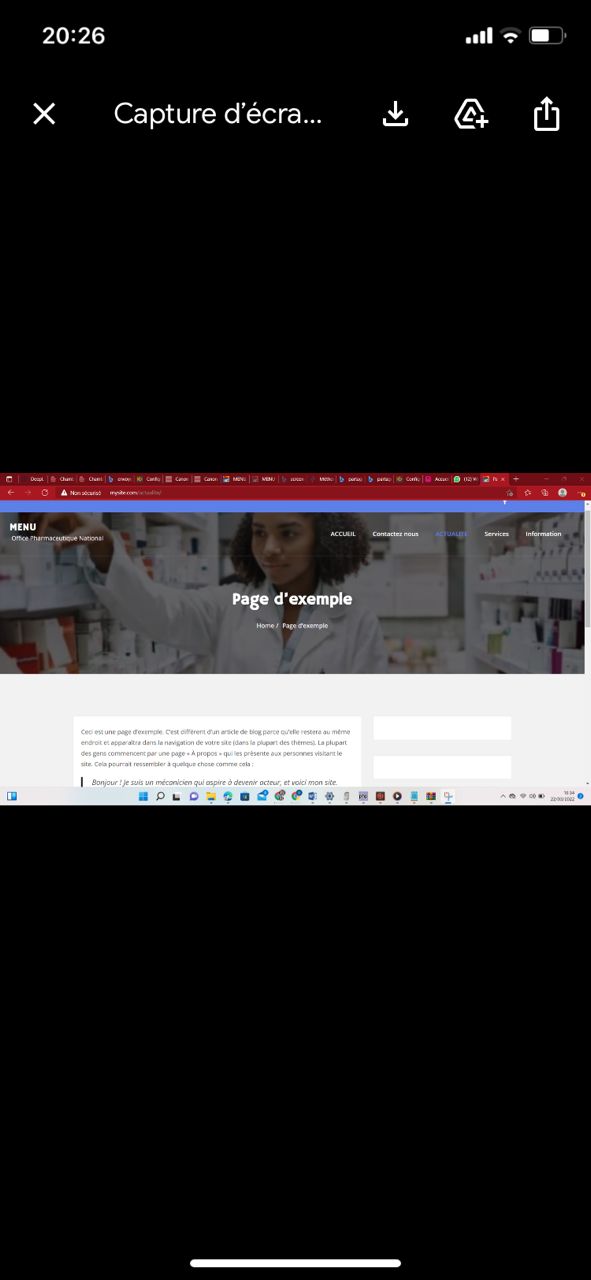 20:26
Capture d'écra...
Non sécurisé mysite.com/actualite/
MENU
Office Pharmaceutique National
ACCUEIL Contactez nous ACTUALITE Services Information
Page d'exemple
Home / Page d'exemple
Ceci est une page d'exemple. C'est différent d'un article de blog parce qu'elle restera au même
endroit et apparaîtra dans la navigation de votre site (dans la plupart des thèmes). La plupart
des gens commencent par une page « À propos » qui les présente aux personnes visitant le
site. Cela pourrait ressembler à quelque chose comme cela :
Bonjour ! Je suis un mécanicien qui aspire à devenir acteur, et voici mon site.
22/03/2022